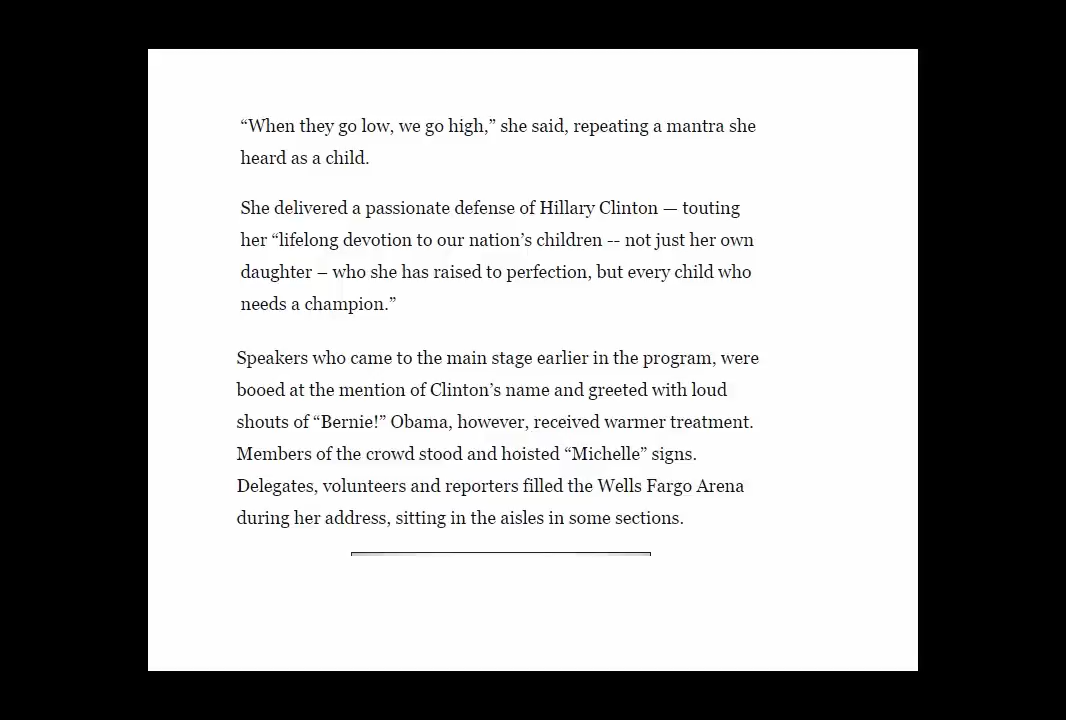 “When they go low, we go high,” she said, repeating a mantra she
heard as a child.
She delivered a passionate defense of Hillary Clinton — touting
her “lifelong devotion to our nation’s children -- not just her own
daughter – who she has raised to perfection, but every child who
needs a champion.”
Speakers who came to the main stage earlier in the program, were
booed at the mention of Clinton’s name and greeted with loud
shouts of “Bernie!” Obama, however, received warmer treatment.
Members of the crowd stood and hoisted “Michelle” signs.
Delegates, volunteers and reporters filled the Wells Fargo Arena
during her address, sitting in the aisles in some sections.